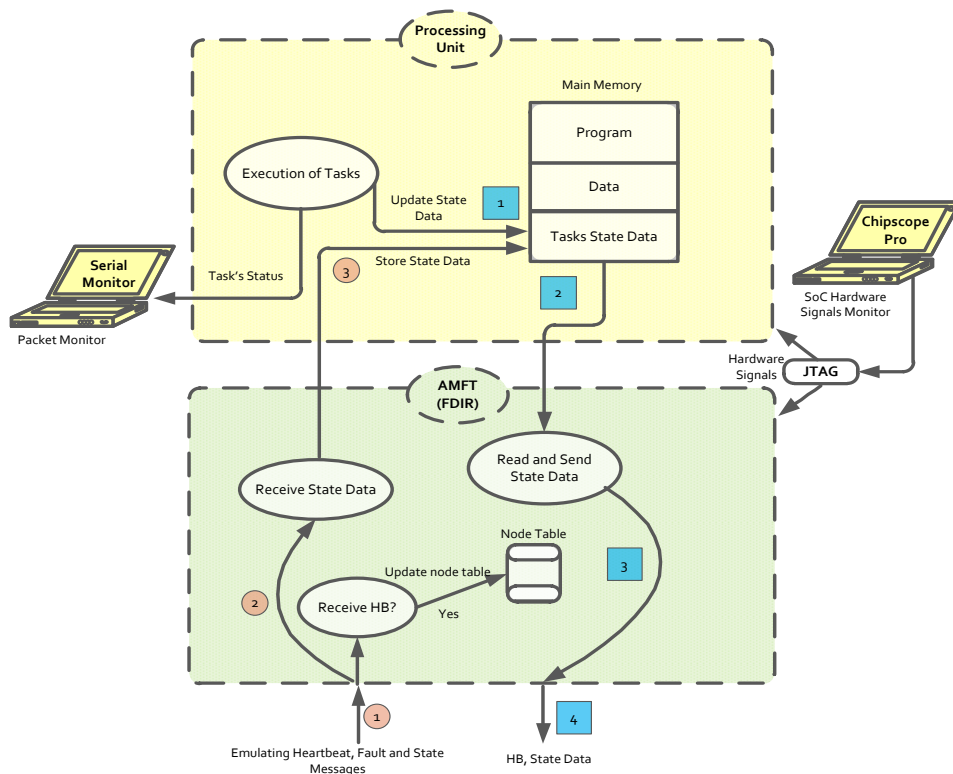 Processing
Unit
Main Memory
Program
Data
Tasks State Data
Execution of Tasks
Update State
Data
1
3
Store State Data
2
Task's Status
Serial
Monitor
Packet Monitor
Chipscope
Pro
SoC Hardware
Signals Monitor
Hardware
Signals
JTAG
AMFT
(FDIR)
Receive State Data
Read and Send
State Data
Node Table
3
Update node table
2
Receive HB?
Yes
1
4
Emulating Heartbeat, Fault and State
Messages
HB, State Data